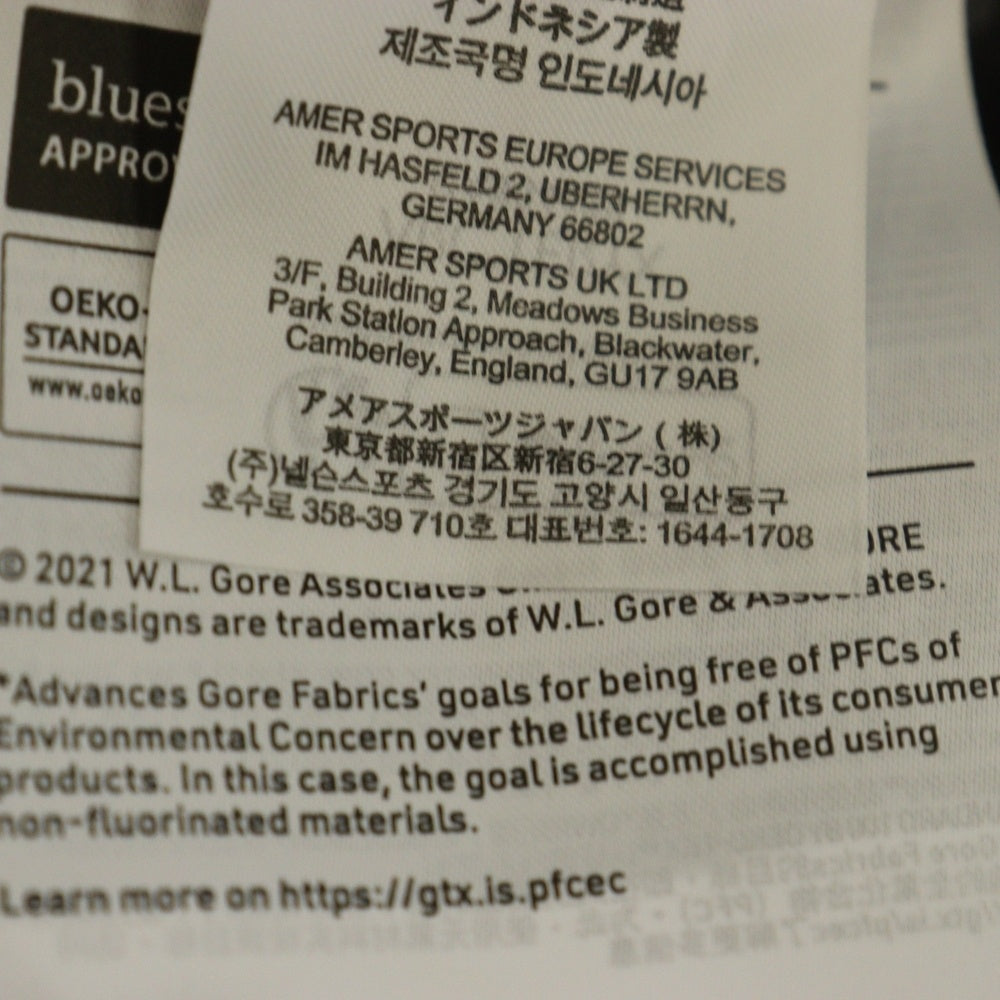 インドネシア製
제조국명 인도네시아
AMER SPORTS EUROPE SERVICES
IM HASFELD 2, UBERHERRN,
GERMANY 66802
AMER SPORTS UK LTD
3/F, Building 2, Meadows Business
Park Station Approach, Blackwater,
Camberley, England, GU17 9AB
アメアスポーツジャパン ( 株)
東京都新宿区新宿6-27-30
(주)넬슨스포츠 경기도 고양시 일산동구
호수로 358-39 710호 대표번호: 1644-1708
blues
APPRO
OEKO-
STANDA
www.oeko
© 2021 W.L. Gore Associates ORE
and designs are trademarks of W.L. Gore & Associates.
*Advances Gore Fabrics' goals for being free of PFCs of
Environmental Concern over the lifecycle of its consumer
products. In this case, the goal is accomplished using
non-fluorinated materials.
Learn more on https://gtx.is.pfcec